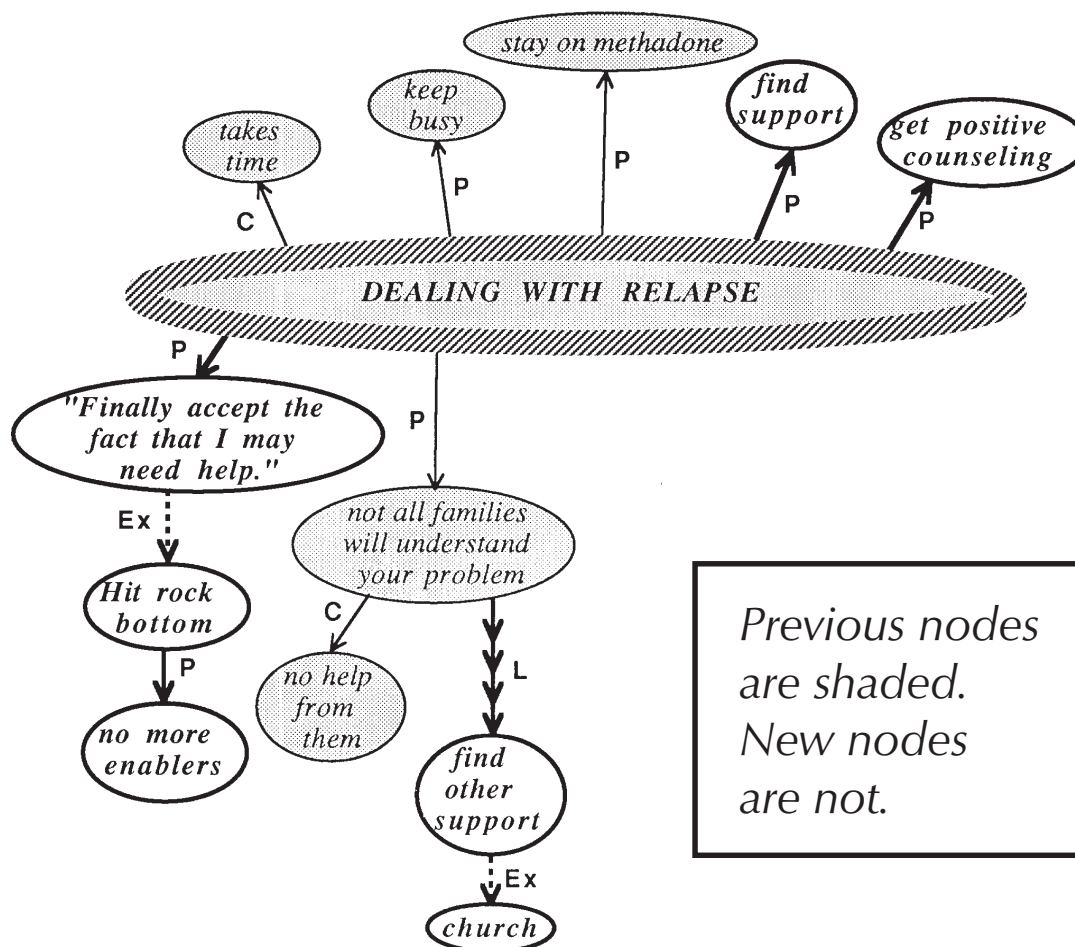 stay on methadone
keep
busy
find
support
takes
time
get positive
counseling
C
P
P
P
P
DEALING WITH RELAPSE
P
P
"Finally accept the
fact that I may
need help."
Ex
not all families
will understand
your problem
Hit rock
bottom
C
L
P
no help
from
them
no more
enablers
find
other
support
Ex
church
Previous nodes
are shaded.
New nodes
are not.